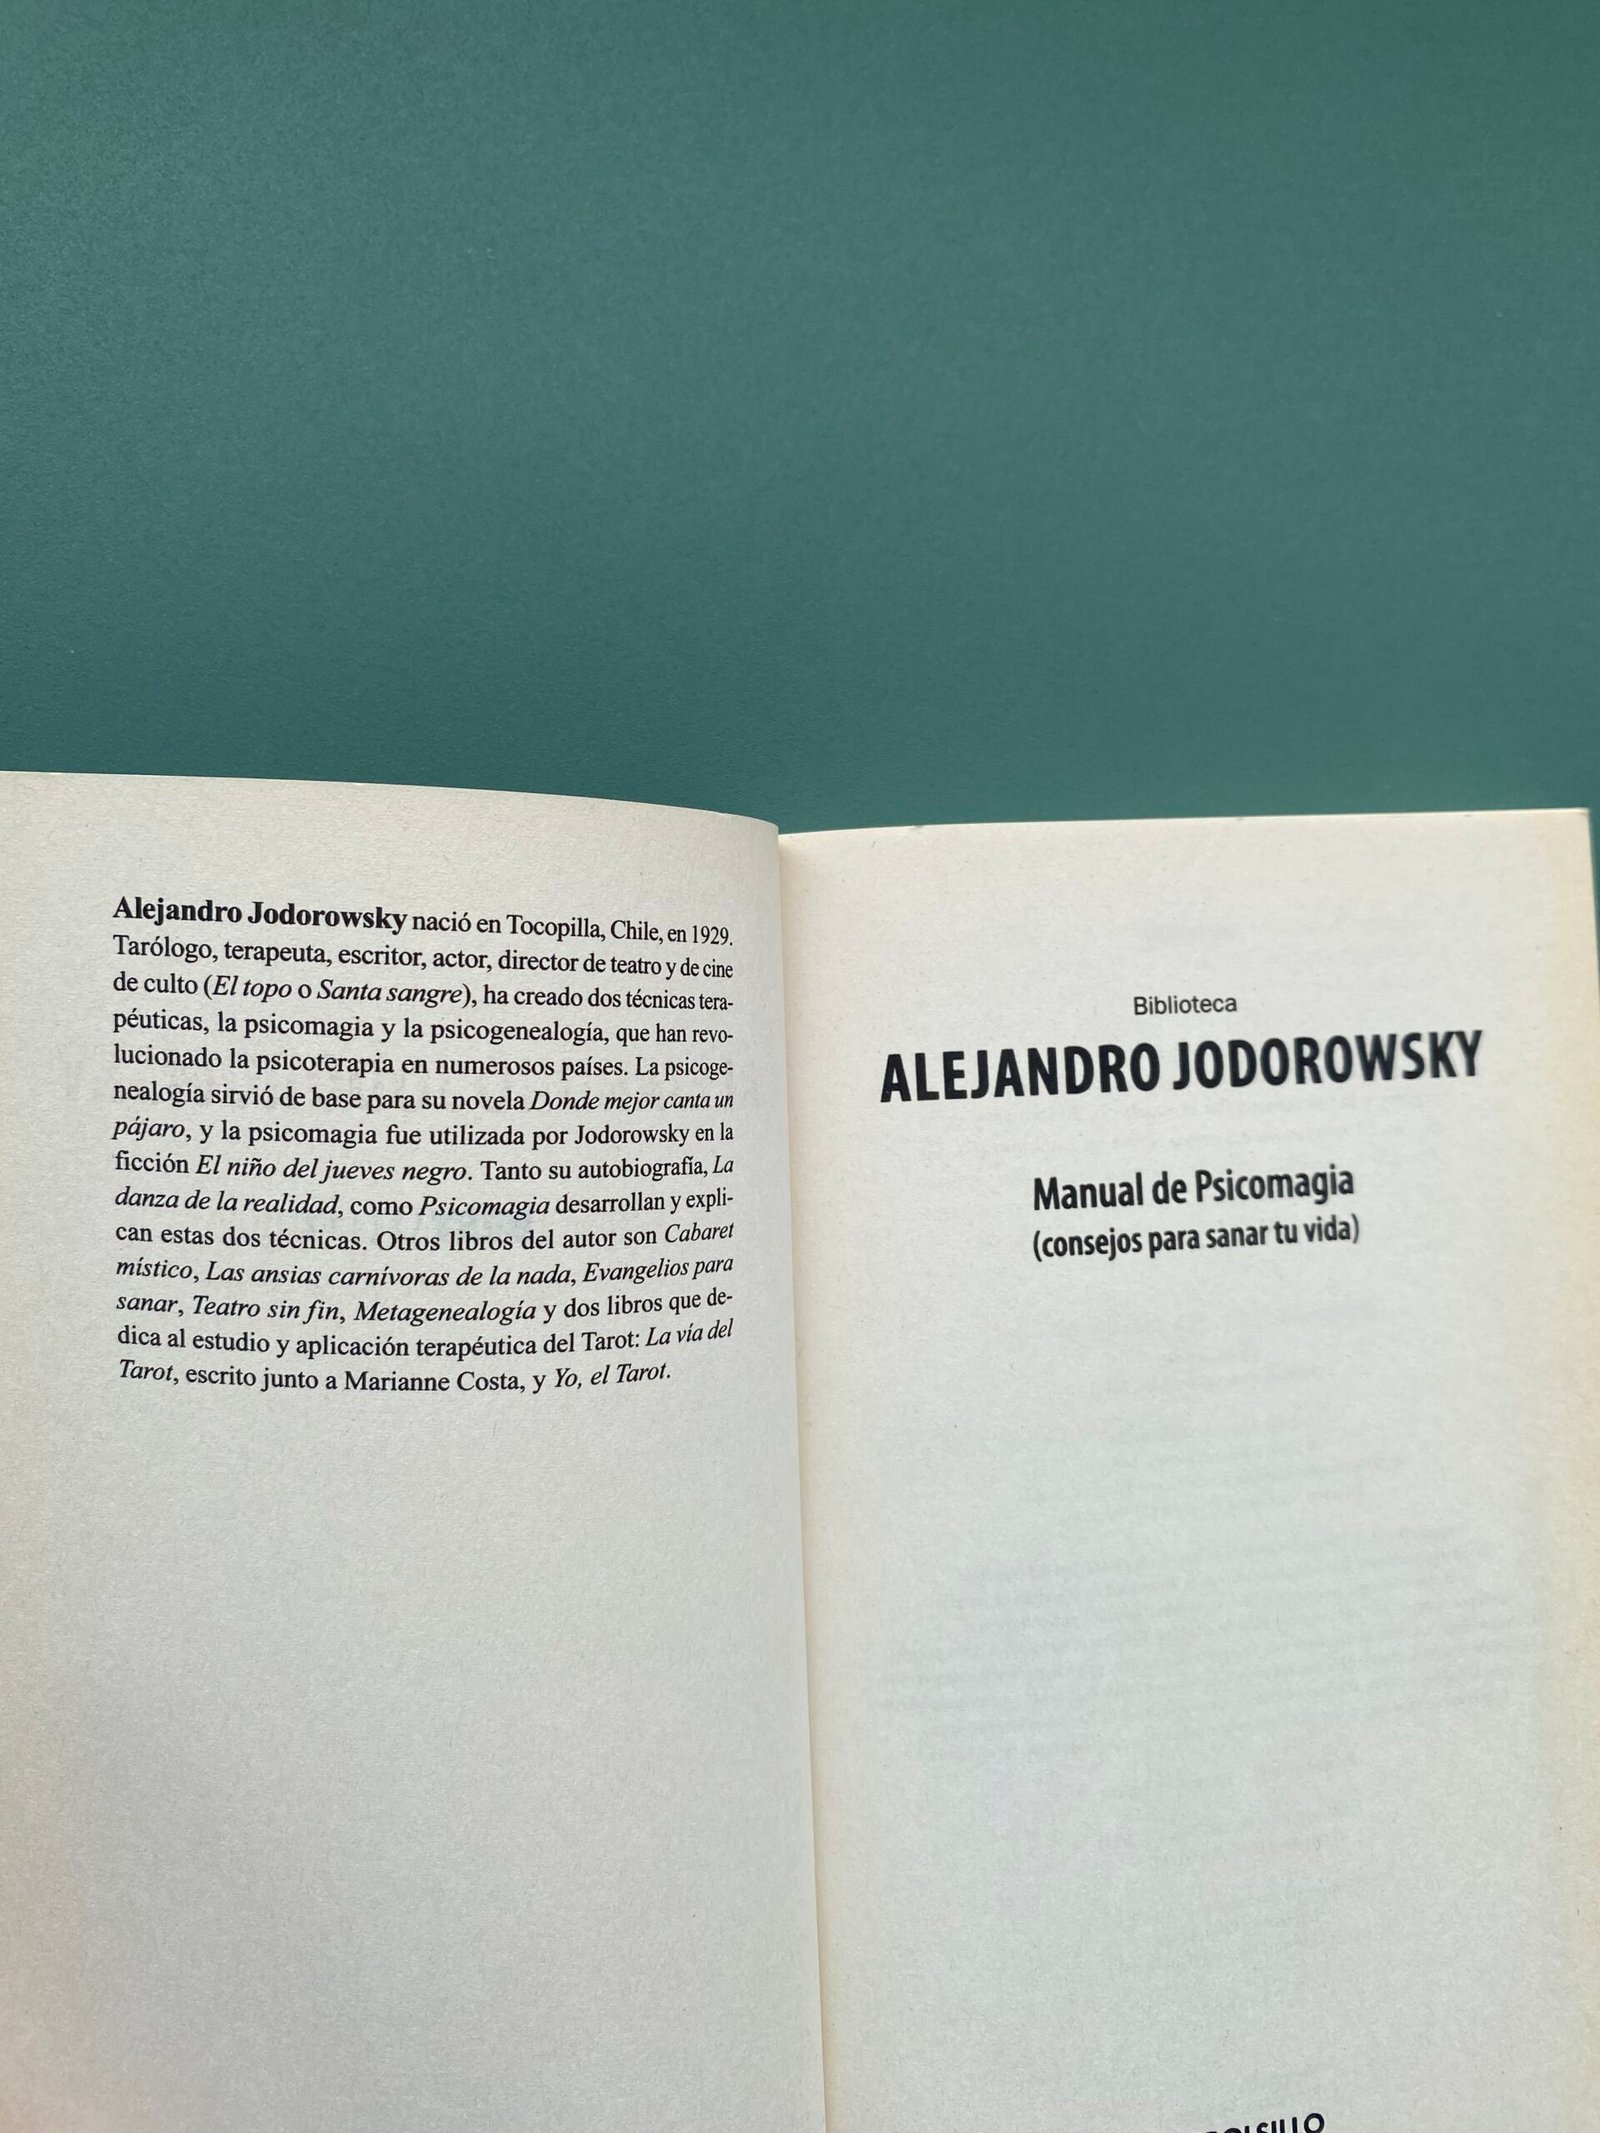 Alejandro Jodorowsky nació en Tocopilla, Chile, en 1929.
Tarólogo, terapeuta, escritor, actor, director de teatro y de cine
de culto (El topo o Santa sangre), ha creado dos técnicas tera-
péuticas, la psicomagia y la psicogenealogía, que han revo-
lucionado la psicoterapia en numerosos países. La psicoge-
nealogía sirvió de base para su novela Donde mejor canta un
pájaro, y la psicomagia fue utilizada por Jodorowsky en la
ficción El niño del jueves negro. Tanto su autobiografía, La
danza de la realidad, como Psicomagia desarrollan y expli-
can estas dos técnicas. Otros libros del autor son Cabaret
místico, Las ansias carnívoras de la nada, Evangelios para
sanar, Teatro sin fin, Metagenealogía y dos libros que de-
dica al estudio y aplicación terapéutica del Tarot: La vía del
Tarot, escrito junto a Marianne Costa, y Yo, el Tarot.
Biblioteca
ALEJANDRO JODOROWSKY
Manual de Psicomagia
(consejos para sanar tu vida)